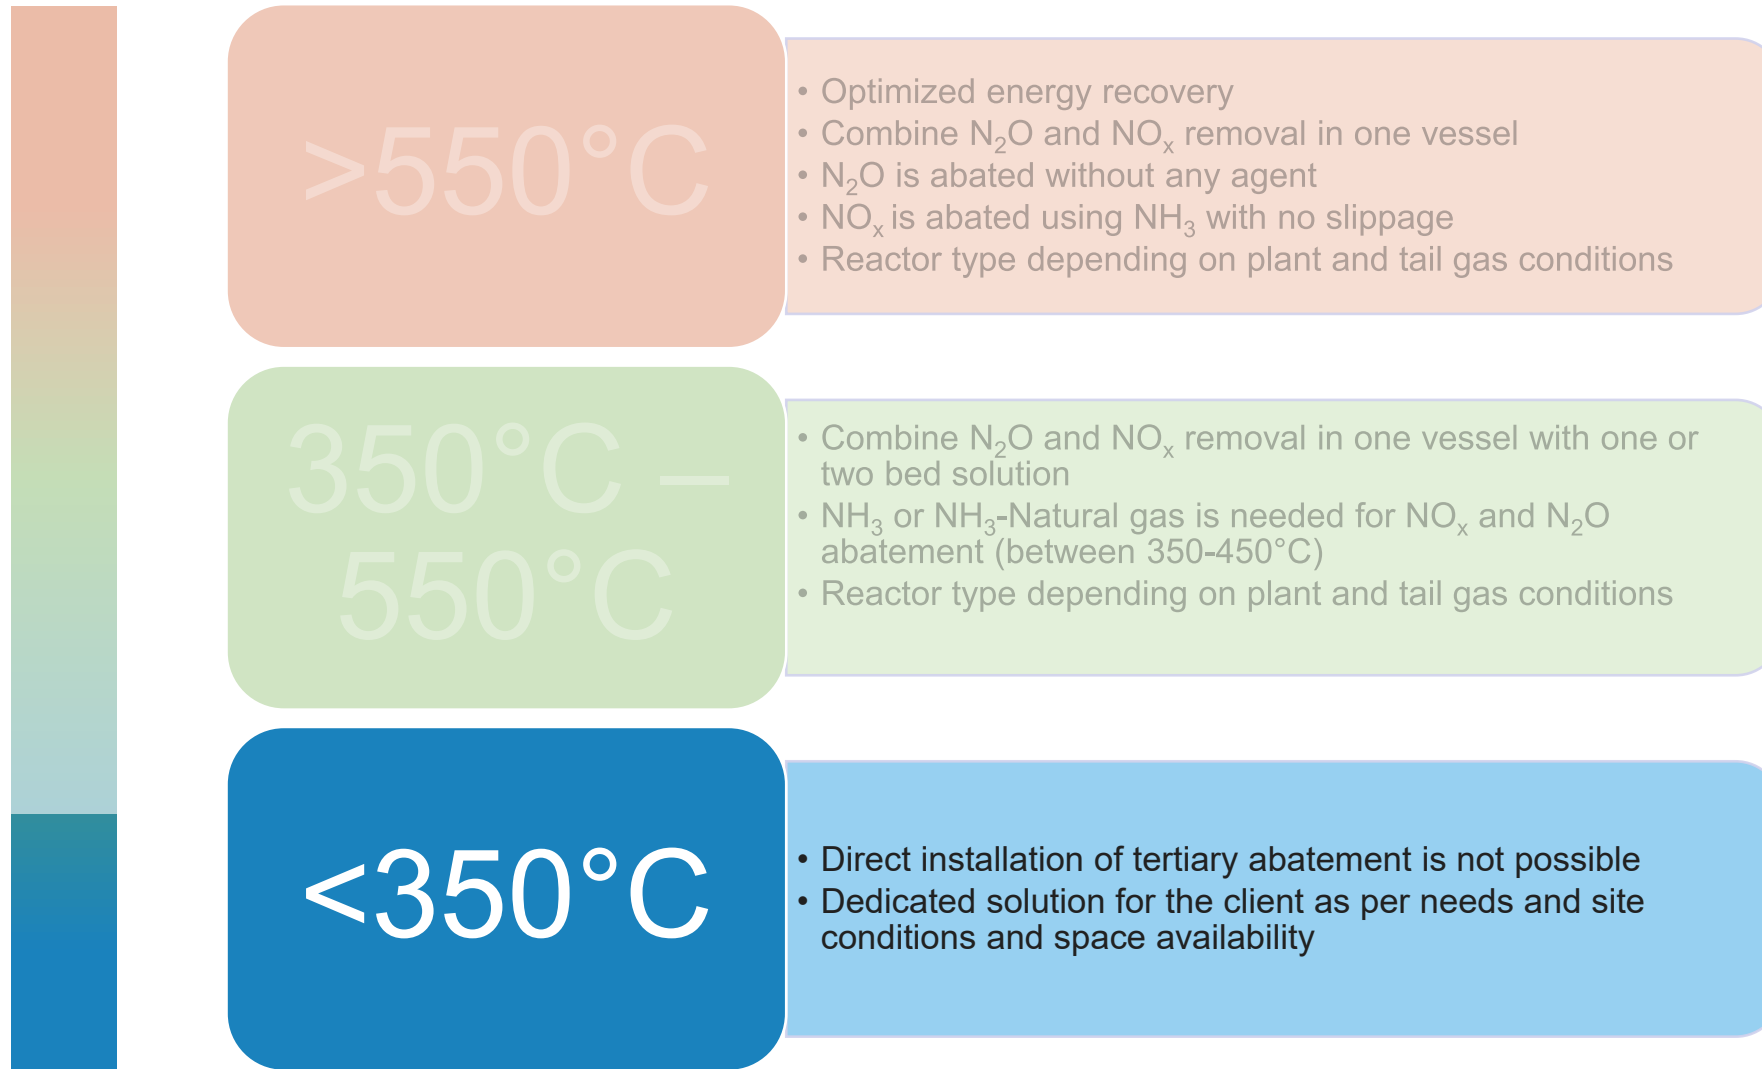 >550°C
• Optimized energy recovery
• Combine N₂O and NOₓ removal in one vessel
• N₂O is abated without any agent
• NOₓ is abated using NH₃ with no slippage
• Reactor type depending on plant and tail gas conditions
350°C –
550°C
• Combine N₂O and NOₓ removal in one vessel with one or
two bed solution
• NH₃ or NH₃-Natural gas is needed for NOₓ and N₂O
abatement (between 350-450°C)
• Reactor type depending on plant and tail gas conditions
<350°C
• Direct installation of tertiary abatement is not possible
• Dedicated solution for the client as per needs and site
conditions and space availability